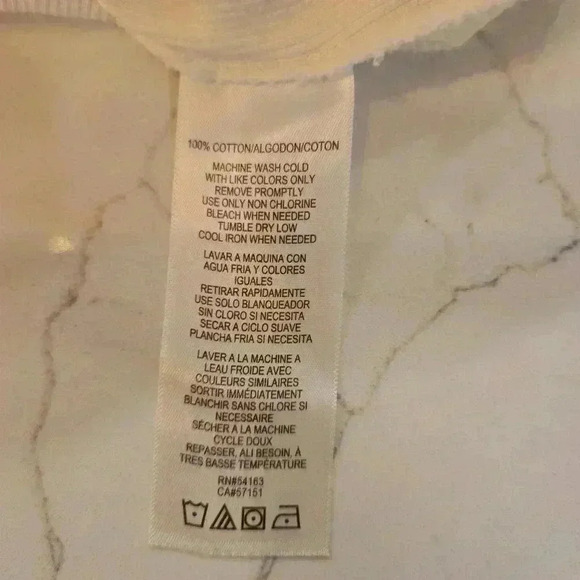 100% COTTON/ALGODON/COTON
MACHINE WASH COLD
WITH LIKE COLORS ONLY
REMOVE PROMPTLY
USE ONLY NON CHLORINE
BLEACH WHEN NEEDED
TUMBLE DRY LOW
COOL IRON WHEN NEEDED
LAVAR A MAQUINA CON
AGUA FRIA Y COLORES
IGUALES
RETIRAR RAPIDAMENTE
USE SOLO BLANQUEADOR
SIN CLORO SI NECESITA
SECAR A CICLO SUAVE
PLANCHA FRIA SI NECESITA
LAVER A LA MACHINE A
LEAU FROIDE AVEC
COULEURS SIMILAIRES
SORTIR IMMÉDIATEMENT
BLANCHIR SANS CHLORE SI
NECESSAIRE
SÉCHER A LA MACHINE
CYCLE DOUX
REPASSER, ALI BESOIN, À
TRES BASSE TEMPÉRATURE
RN#54163
CA#57151